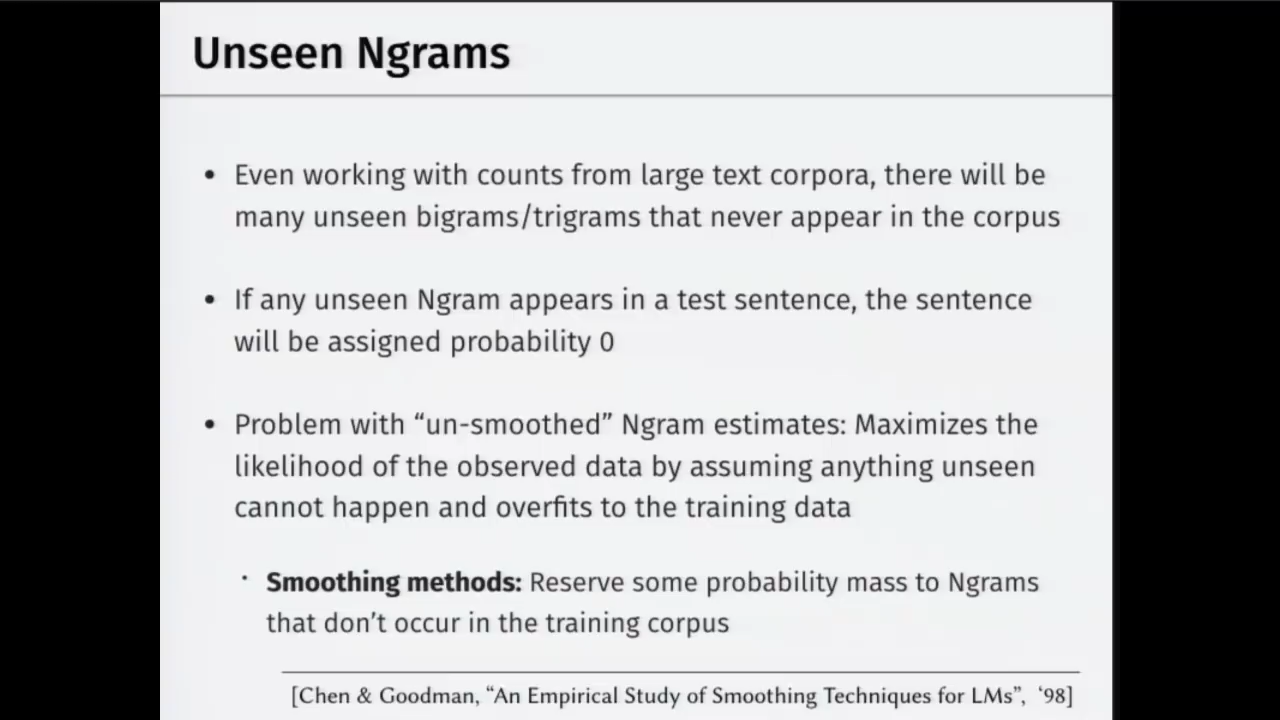 Unseen Ngrams
• Even working with counts from large text corpora, there will be
many unseen bigrams/trigrams that never appear in the corpus
• If any unseen Ngram appears in a test sentence, the sentence
will be assigned probability 0
• Problem with “un-smoothed” Ngram estimates: Maximizes the
likelihood of the observed data by assuming anything unseen
cannot happen and overfits to the training data
· Smoothing methods: Reserve some probability mass to Ngrams
that don’t occur in the training corpus
[Chen & Goodman, “An Empirical Study of Smoothing Techniques for LMs”, ‘98]